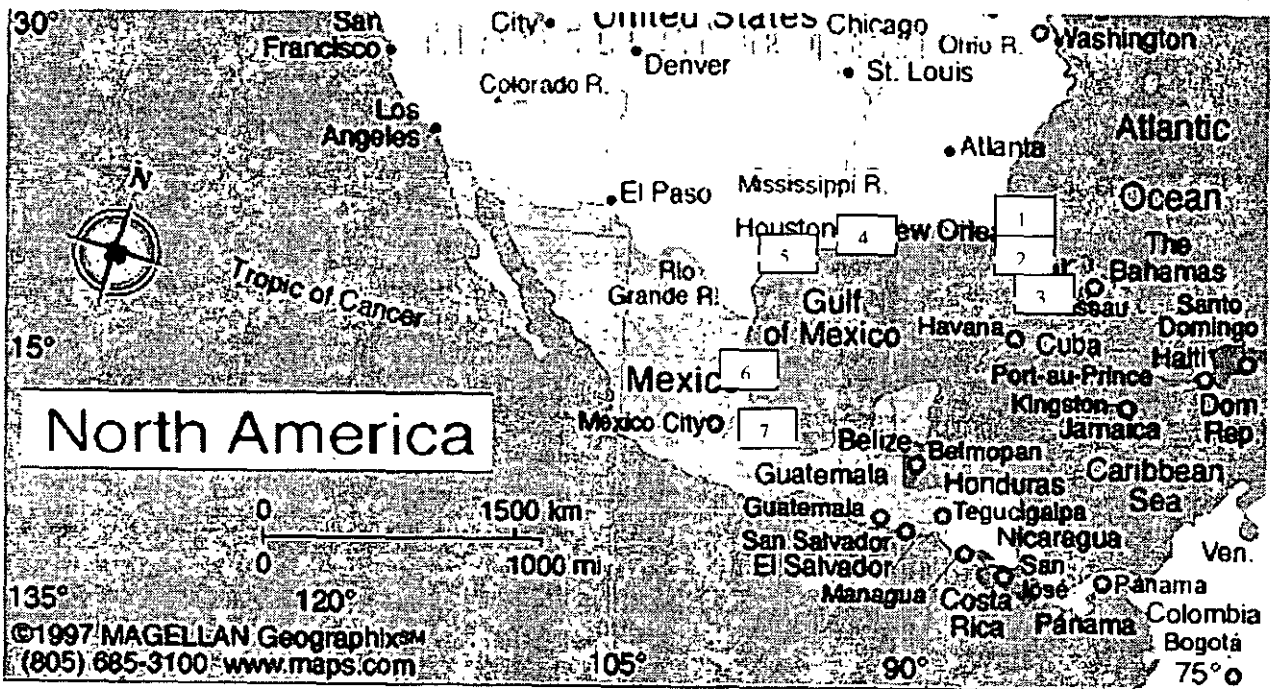 30°
San
Francisco
City
United States
Chicago
Ohio R.
Washington
Denver
St. Louis
Colorado R.
Los
Angeles
Atlantic
Ocean
Atlanta
N
El Paso
Mississippi R.
1
Houston
4
ew Orle
5
2
The
Bahamas
Tropic of Cancer
Rio
Grande R.
3
sseau
Gulf
of Mexico
Santo
Domingo
Havana
Cuba
Haiti
15°
6
Mexic
Port-au-Prince
Kingston
Jamaica
Dom.
Rep.
North America
Mexico City
7
Belize
Belmopan
Guatemala
Honduras
Caribbean
Sea
0
1500 km
Guatemala
Tegucigalpa
San Salvador
Nicaragua
0
1000 mi
El Salvador
Ven.
Managua
San
José
Costa
Rica
Panama
Panama
Colombia
Bogotá
135°
120°
105°
90°
75°
©1997 MAGELLAN Geographix℠
(805) 685-3100 www.maps.com